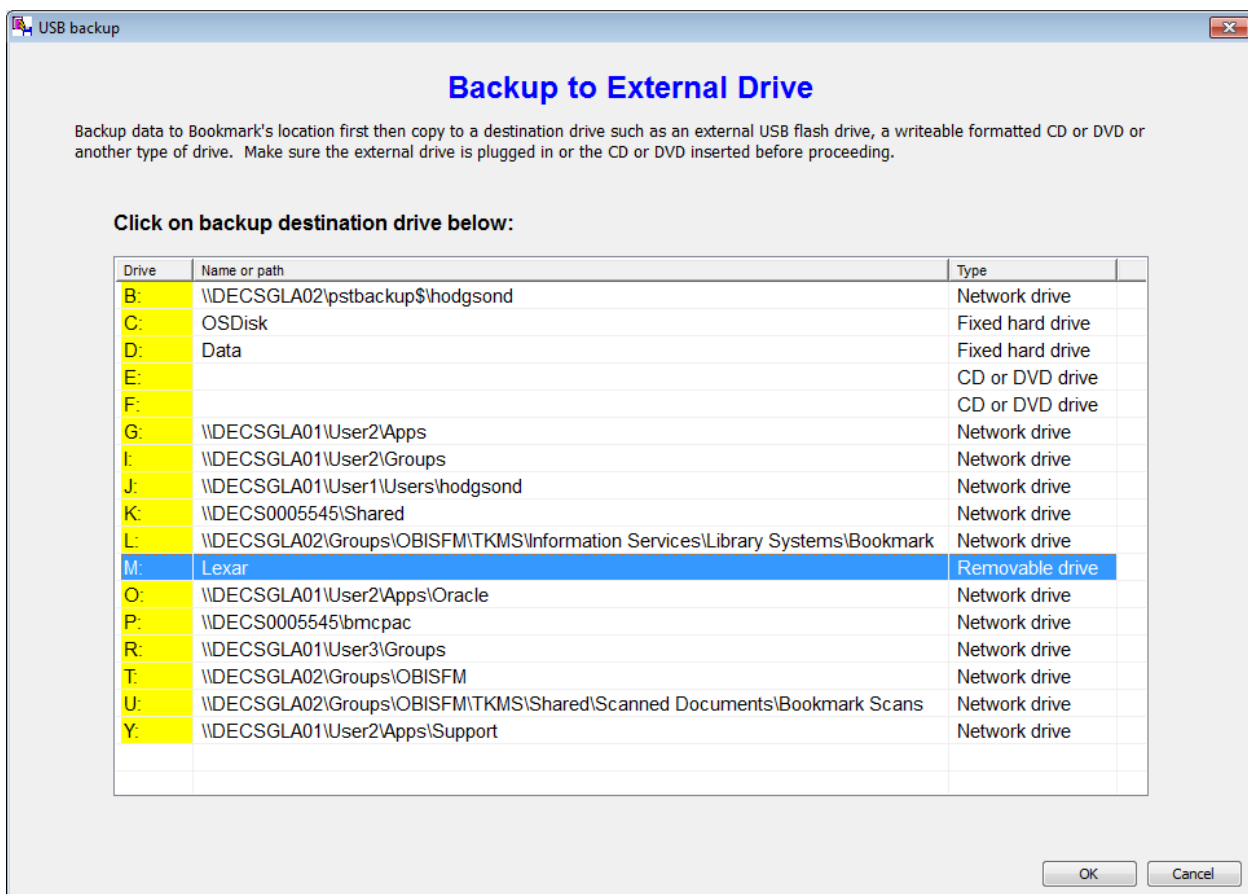 USB backup
Backup to External Drive
Backup data to Bookmark's location first then copy to a destination drive such as an external USB flash drive, a writeable formatted CD or DVD or
another type of drive.  Make sure the external drive is plugged in or the CD or DVD inserted before proceeding.
Click on backup destination drive below:
Drive Name or path Type
B: \\DECSGLA02\pstbackup$\hodgsond Network drive
C: OSDisk Fixed hard drive
D: Data Fixed hard drive
E: CD or DVD drive
F: CD or DVD drive
G: \\DECSGLA01\User2\Apps Network drive
I: \\DECSGLA01\User2\Groups Network drive
J: \\DECSGLA01\User1\Users\hodgsond Network drive
K: \\DECS0005545\Shared Network drive
L: \\DECSGLA02\Groups\OBISFM\TKMS\Information Services\Library Systems\Bookmark Network drive
M: Lexar Removable drive
O: \\DECSGLA01\User2\Apps\Oracle Network drive
P: \\DECS0005545\bmcpac Network drive
R: \\DECSGLA01\User3\Groups Network drive
T: \\DECSGLA02\Groups\OBISFM Network drive
U: \\DECSGLA02\Groups\OBISFM\TKMS\Shared\Scanned Documents\Bookmark Scans Network drive
Y: \\DECSGLA01\User2\Apps\Support Network drive
OK Cancel